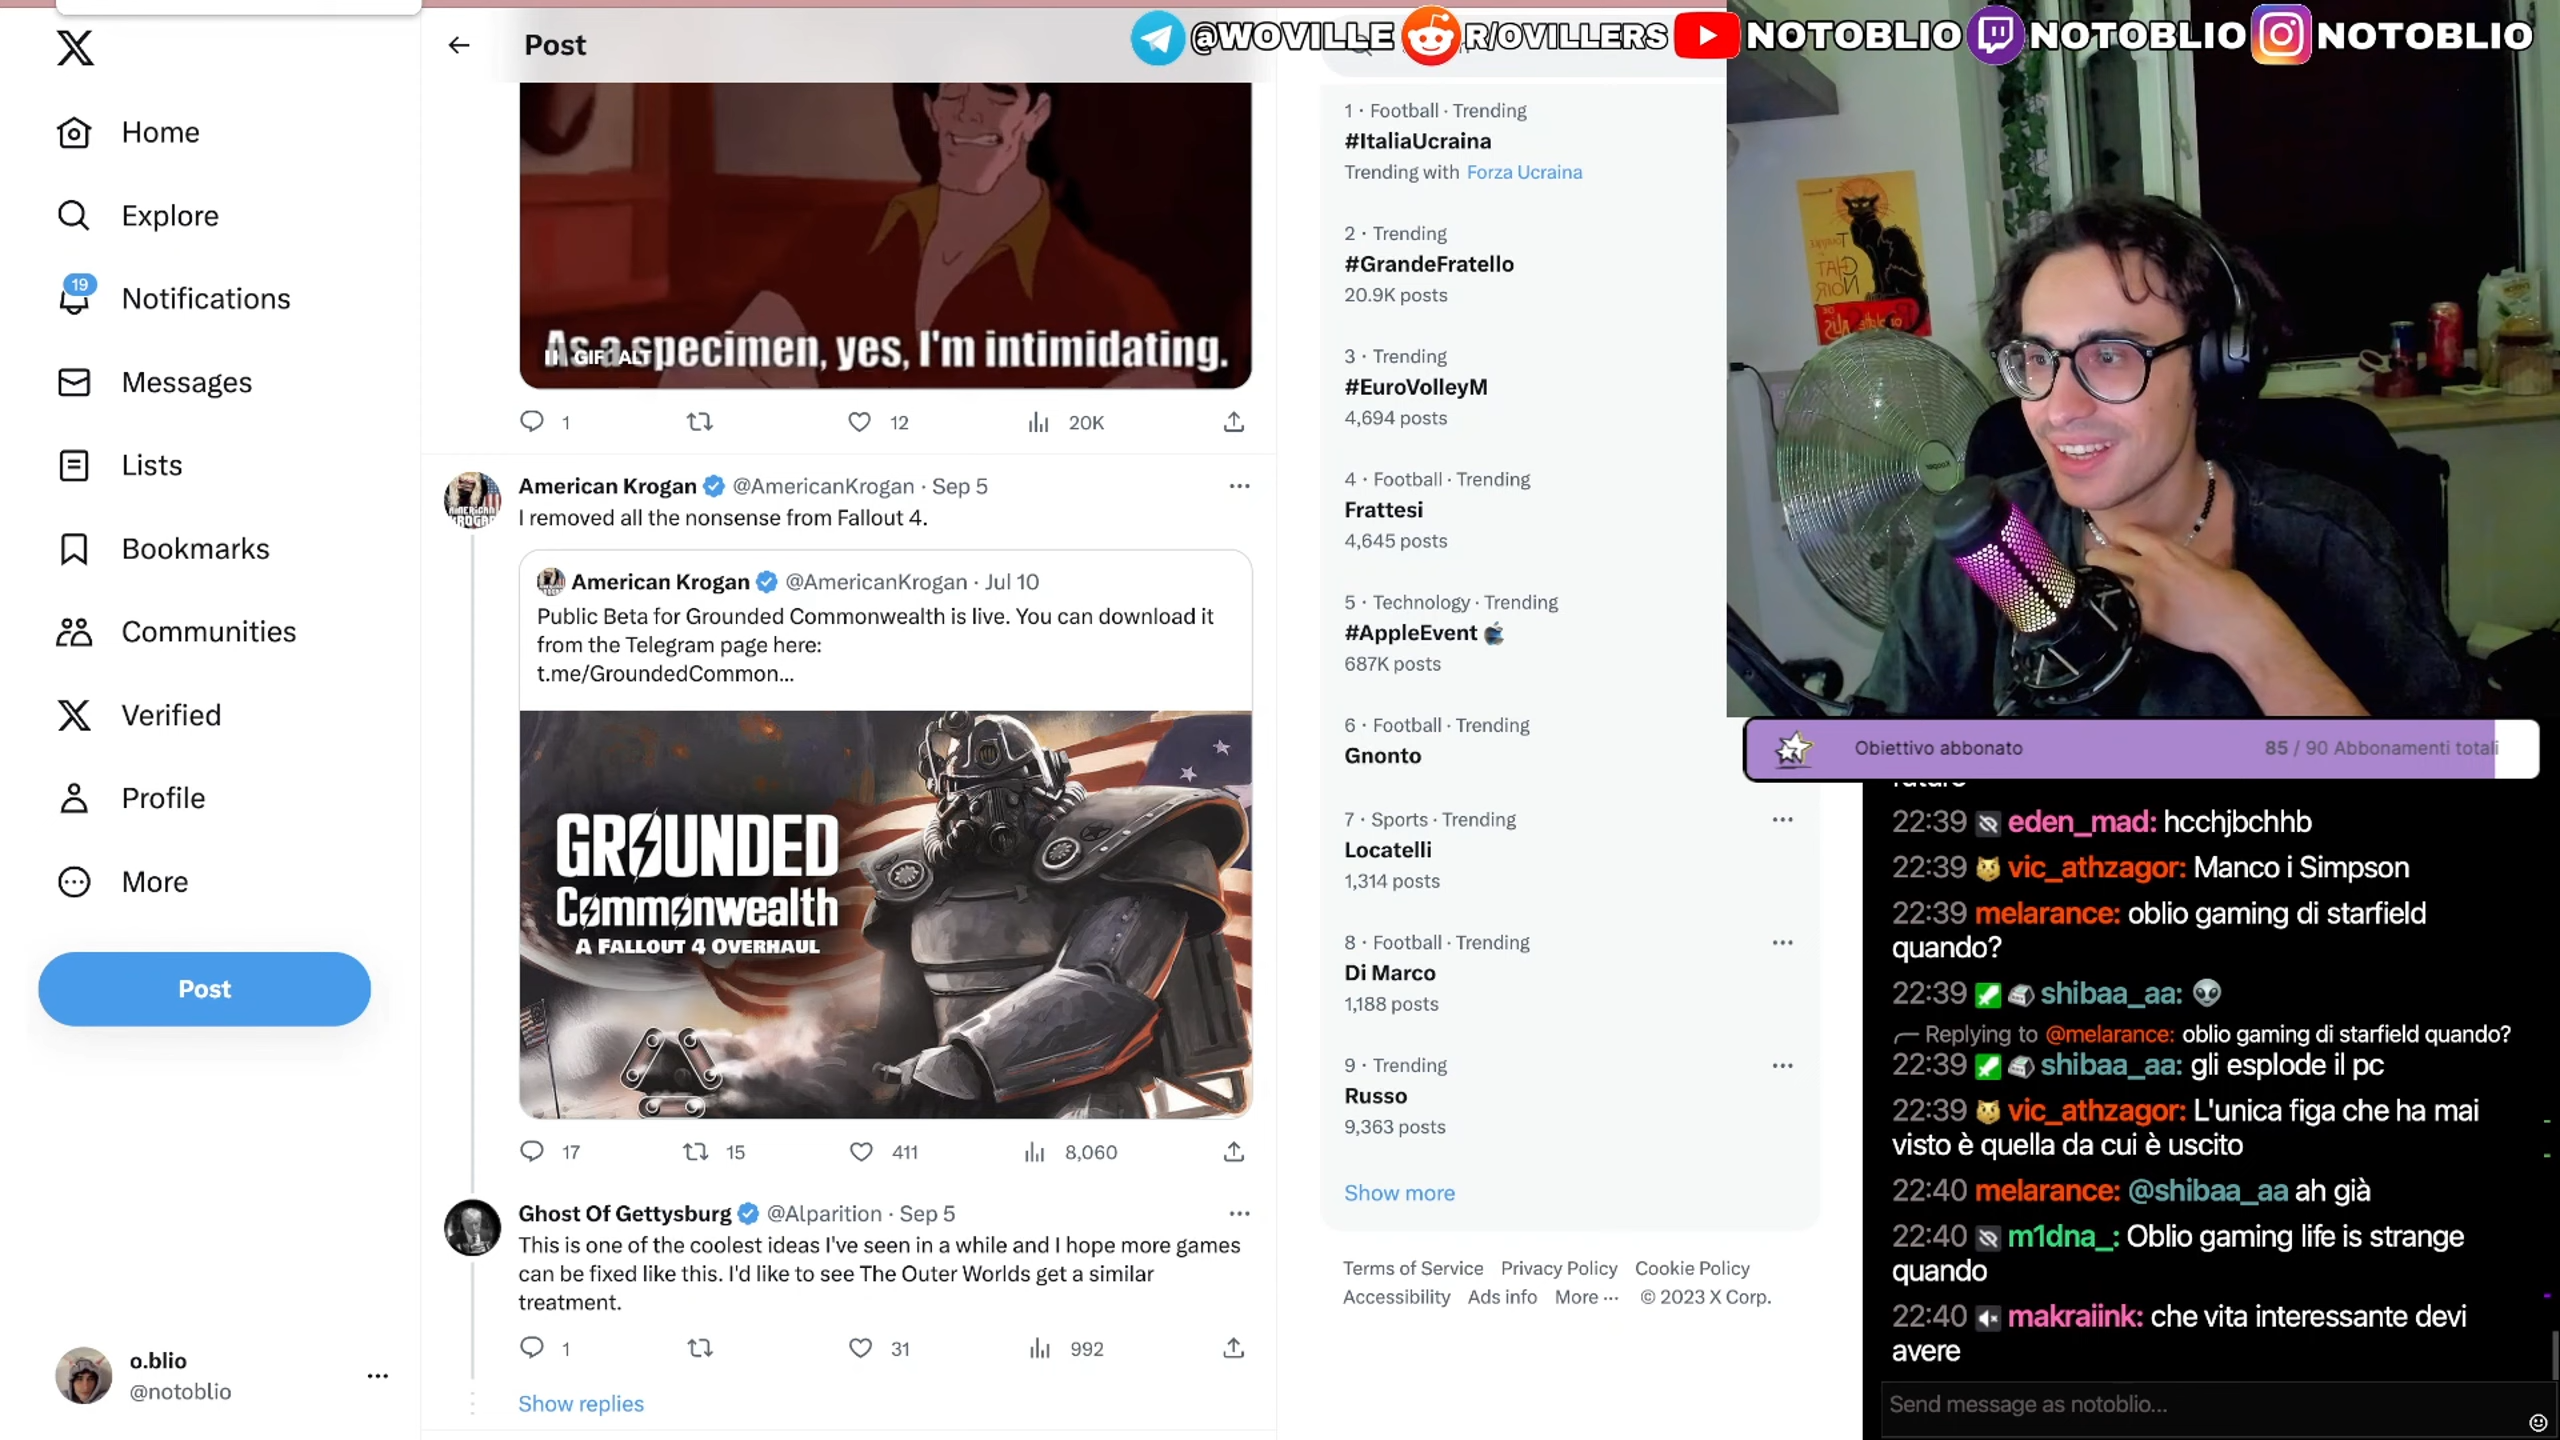 @WOVILLE R/OVILLERS NOTOBLIO NOTOBLIO NOTOBLIO
Home
Explore
19
Notifications
Messages
Lists
Bookmarks
Communities
Verified
Profile
More
Post
o.blio
@notoblio
Post
As a specimen, yes, I'm intimidating.
GIF ALT
1 12 20K
American Krogan @AmericanKrogan · Sep 5
I removed all the nonsense from Fallout 4.
American Krogan @AmericanKrogan · Jul 10
Public Beta for Grounded Commonwealth is live. You can download it
from the Telegram page here:
t.me/GroundedCommon...
GROUNDED
Commonwealth
A FALLOUT 4 OVERHAUL
17 15 411 8,060
Ghost Of Gettysburg @Alparition · Sep 5
This is one of the coolest ideas I've seen in a while and I hope more games
can be fixed like this. I'd like to see The Outer Worlds get a similar
treatment.
1 31 992
Show replies
1 · Football · Trending
#ItaliaUcraina
Trending with Forza Ucraina
2 · Trending
#GrandeFratello
20.9K posts
3 · Trending
#EuroVolleyM
4,694 posts
4 · Football · Trending
Frattesi
4,645 posts
5 · Technology · Trending
#AppleEvent
687K posts
6 · Football · Trending
Gnonto
7 · Sports · Trending
Locatelli
1,314 posts
8 · Football · Trending
Di Marco
1,188 posts
9 · Trending
Russo
9,363 posts
Show more
Terms of Service Privacy Policy Cookie Policy
Accessibility Ads info More ··· © 2023 X Corp.
Obiettivo abbonato 85 / 90 Abbonamenti totali
22:39 eden_mad: hcchjbchhb
22:39 vic_athzagor: Manco i Simpson
22:39 melarance: oblio gaming di starfield
quando?
22:39 shibaa_aa: 👽
Replying to @melarance: oblio gaming di starfield quando?
22:39 shibaa_aa: gli esplode il pc
22:39 vic_athzagor: L'unica figa che ha mai
visto è quella da cui è uscito
22:40 melarance: @shibaa_aa ah già
22:40 m1dna_: Oblio gaming life is strange
quando
22:40 makraiink: che vita interessante devi
avere
Send message as notoblio...